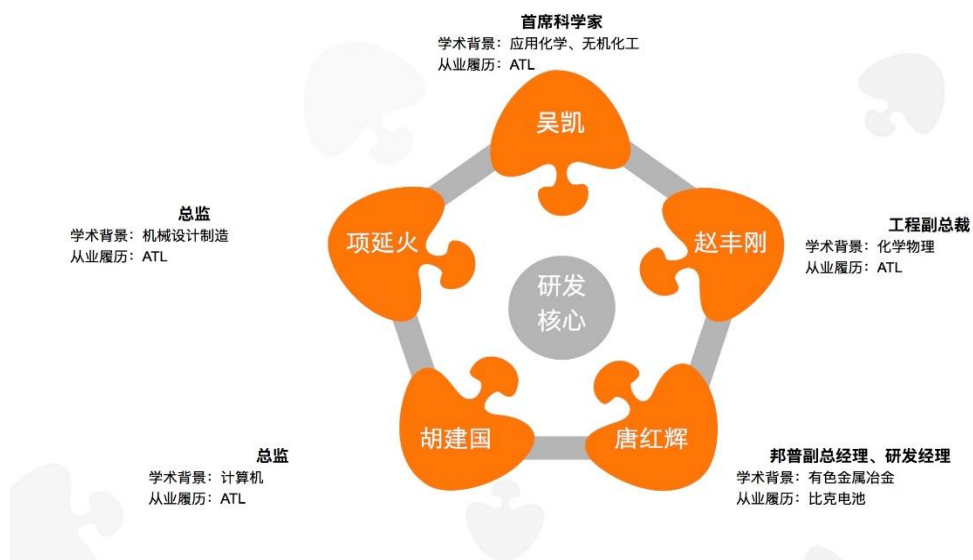 首席科学家
学术背景：应用化学、无机化工
从业履历：ATL
吴凯
总监
学术背景：机械设计制造
从业履历：ATL
项延火
赵丰刚
工程副总裁
学术背景：化学物理
从业履历：ATL
研发
核心
总监
学术背景：计算机
从业履历：ATL
胡建国
唐红辉
邦普副总经理、研发经理
学术背景：有色金属冶金
从业履历：比克电池